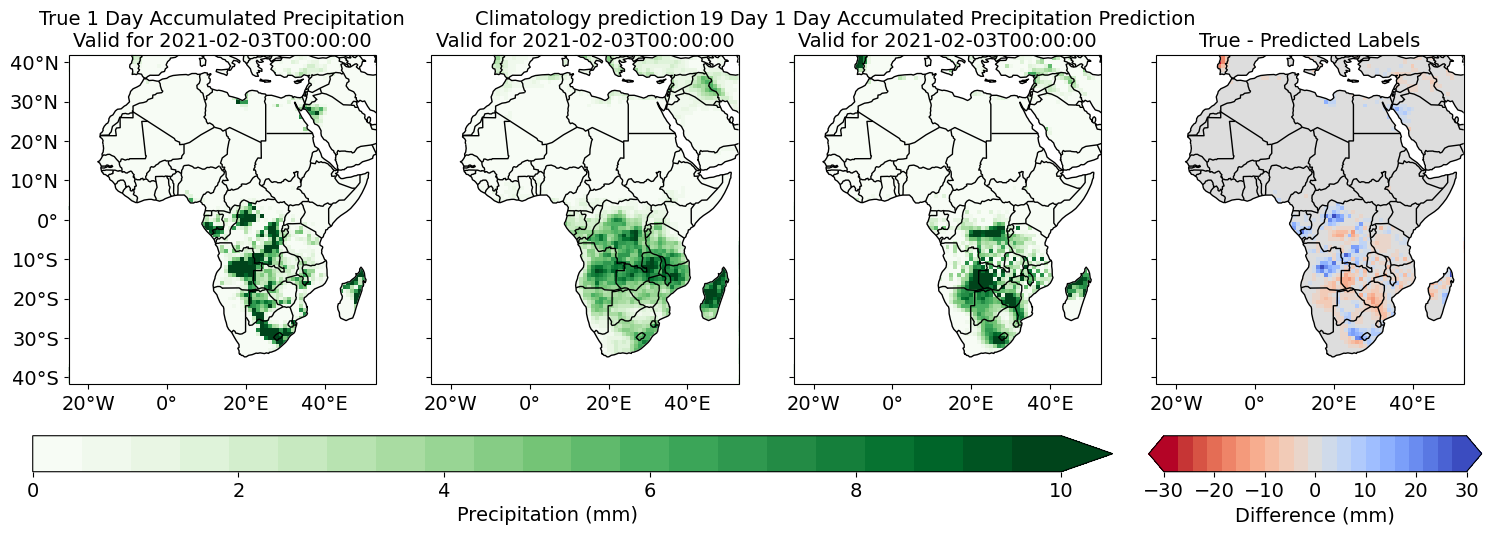 True 1 Day Accumulated Precipitation
Valid for 2021-02-03T00:00:00
Climatology prediction
Valid for 2021-02-03T00:00:00
19 Day 1 Day Accumulated Precipitation Prediction
Valid for 2021-02-03T00:00:00
True - Predicted Labels
40°N
30°N
20°N
10°N
0°
10°S
20°S
30°S
40°S
20°W 0° 20°E 40°E
20°W 0° 20°E 40°E
20°W 0° 20°E 40°E
20°W 0° 20°E 40°E
0 2 4 6 8 10
Precipitation (mm)
−30 −20 −10 0 10 20 30
Difference (mm)